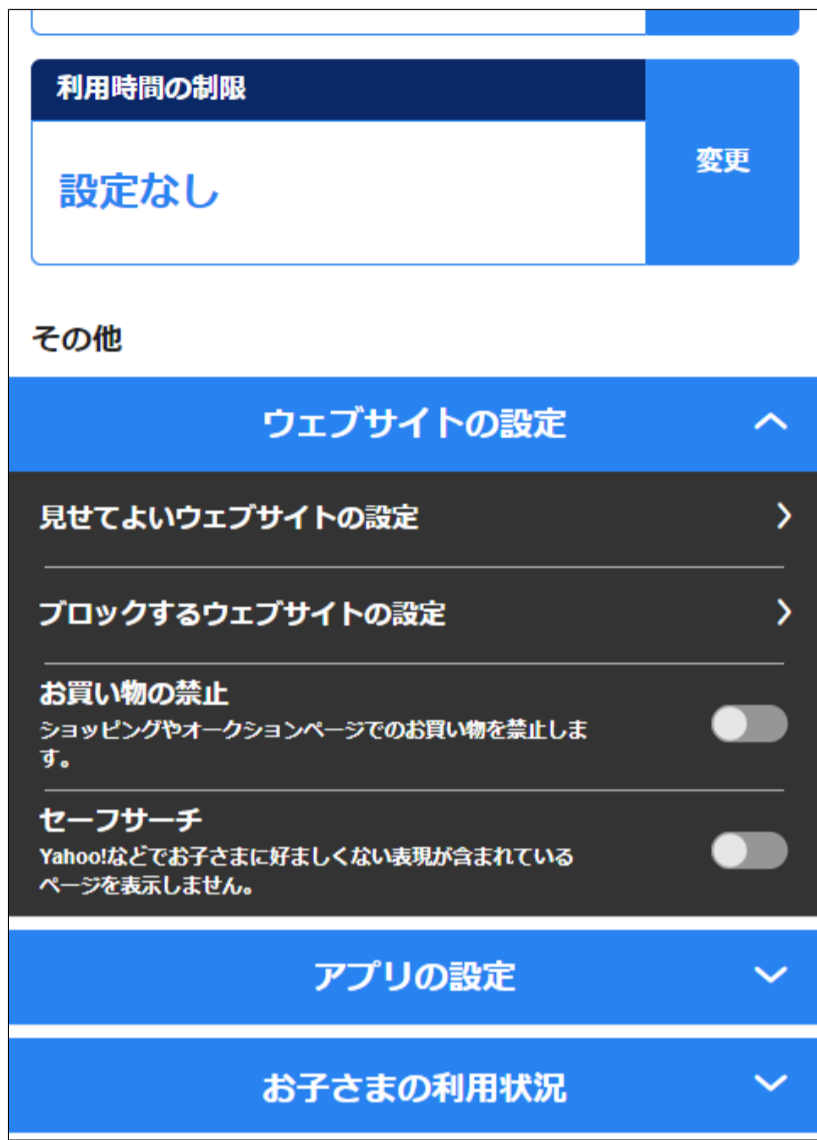 利用時間の制限
変更
設定なし
その他
ウェブサイトの設定
見せてよいウェブサイトの設定
ブロックするウェブサイトの設定
お買い物の禁止
ショッピングやオークションページでのお買い物を禁止しま
す。
セーフサーチ
Yahoo!などでお子さまに好ましくない表現が含まれている
ページを表示しません。
アプリの設定
お子さまの利用状況